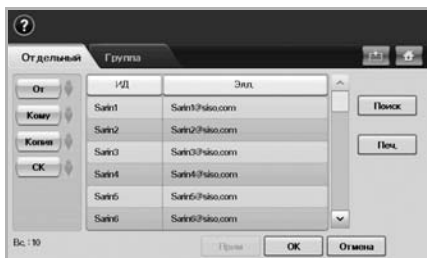 ?
Отдельный Группа
От
Кому
Копия
СК
ИД Элп.
Sarin1 Sarin1@siso.com
Sarin2 Sarin2@siso.com
Sarin3 Sarin3@siso.com
Sarin4 Sarin4@siso.com
Sarin5 Sarin5@siso.com
Sarin6 Sarin6@siso.com
Поиск
Печ.
Вс. : 10
Прим OK Отмена